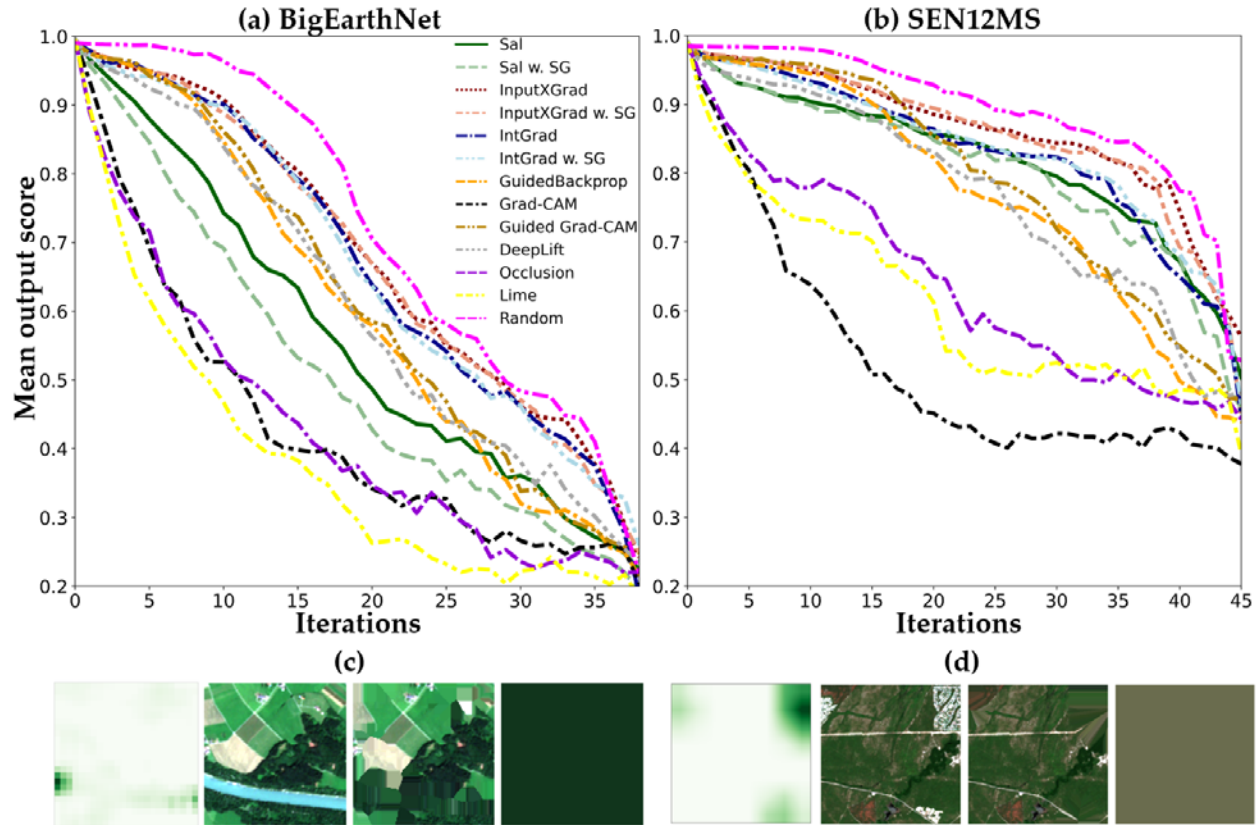 (a) BigEarthNet
(b) SEN12MS
Mean output score
1.0
0.9
0.8
0.7
0.6
0.5
0.4
0.3
0.2
0
5
10
15
20
25
30
35
Iterations
Sal
Sal w. SG
InputXGrad
InputXGrad w. SG
IntGrad
IntGrad w. SG
GuidedBackprop
Grad-CAM
Guided Grad-CAM
DeepLift
Occlusion
Lime
Random
1.0
0.9
0.8
0.7
0.6
0.5
0.4
0.3
0.2
0
5
10
15
20
25
30
35
40
45
Iterations
(c)
(d)